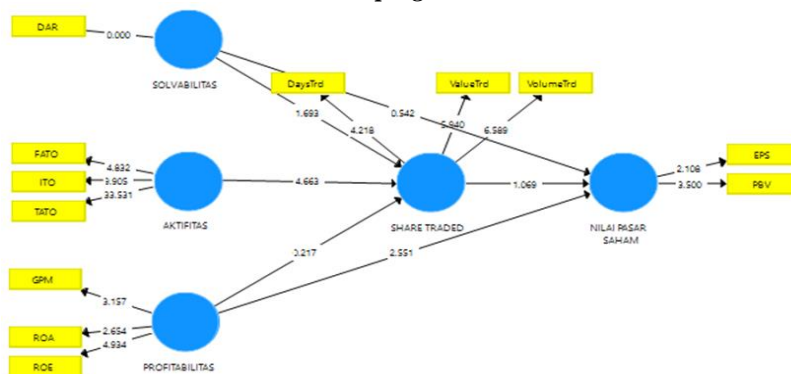 DAR
0.000
SOLVABILITAS
DaysTrd
ValueTrd
VolumeTrd
1.693
0.542
4.218
5.940
6.589
FATO
4.832
ITO
3.905
TATO
33.531
AKTIFITAS
4.663
SHARE TRADED
1.069
EPS
2.108
PBV
3.500
NILAI PASAR
SAHAM
0.217
2.551
GPM
3.157
ROA
2.654
ROE
4.934
PROFITABILITAS